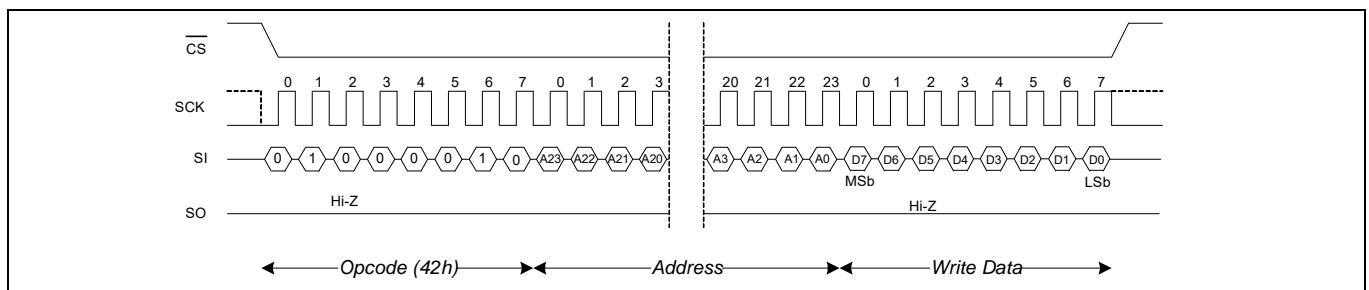 CS
0 1 2 3 4 5 6 7 0 1 2 3 20 21 22 23 0 1 2 3 4 5 6 7
SCK
SI 0 1 0 0 0 0 1 0 A23 A22 A21 A20 A3 A2 A1 A0 D7 D6 D5 D4 D3 D2 D1 D0
MSb LSb
Hi-Z Hi-Z
SO
Opcode (42h) Address Write Data